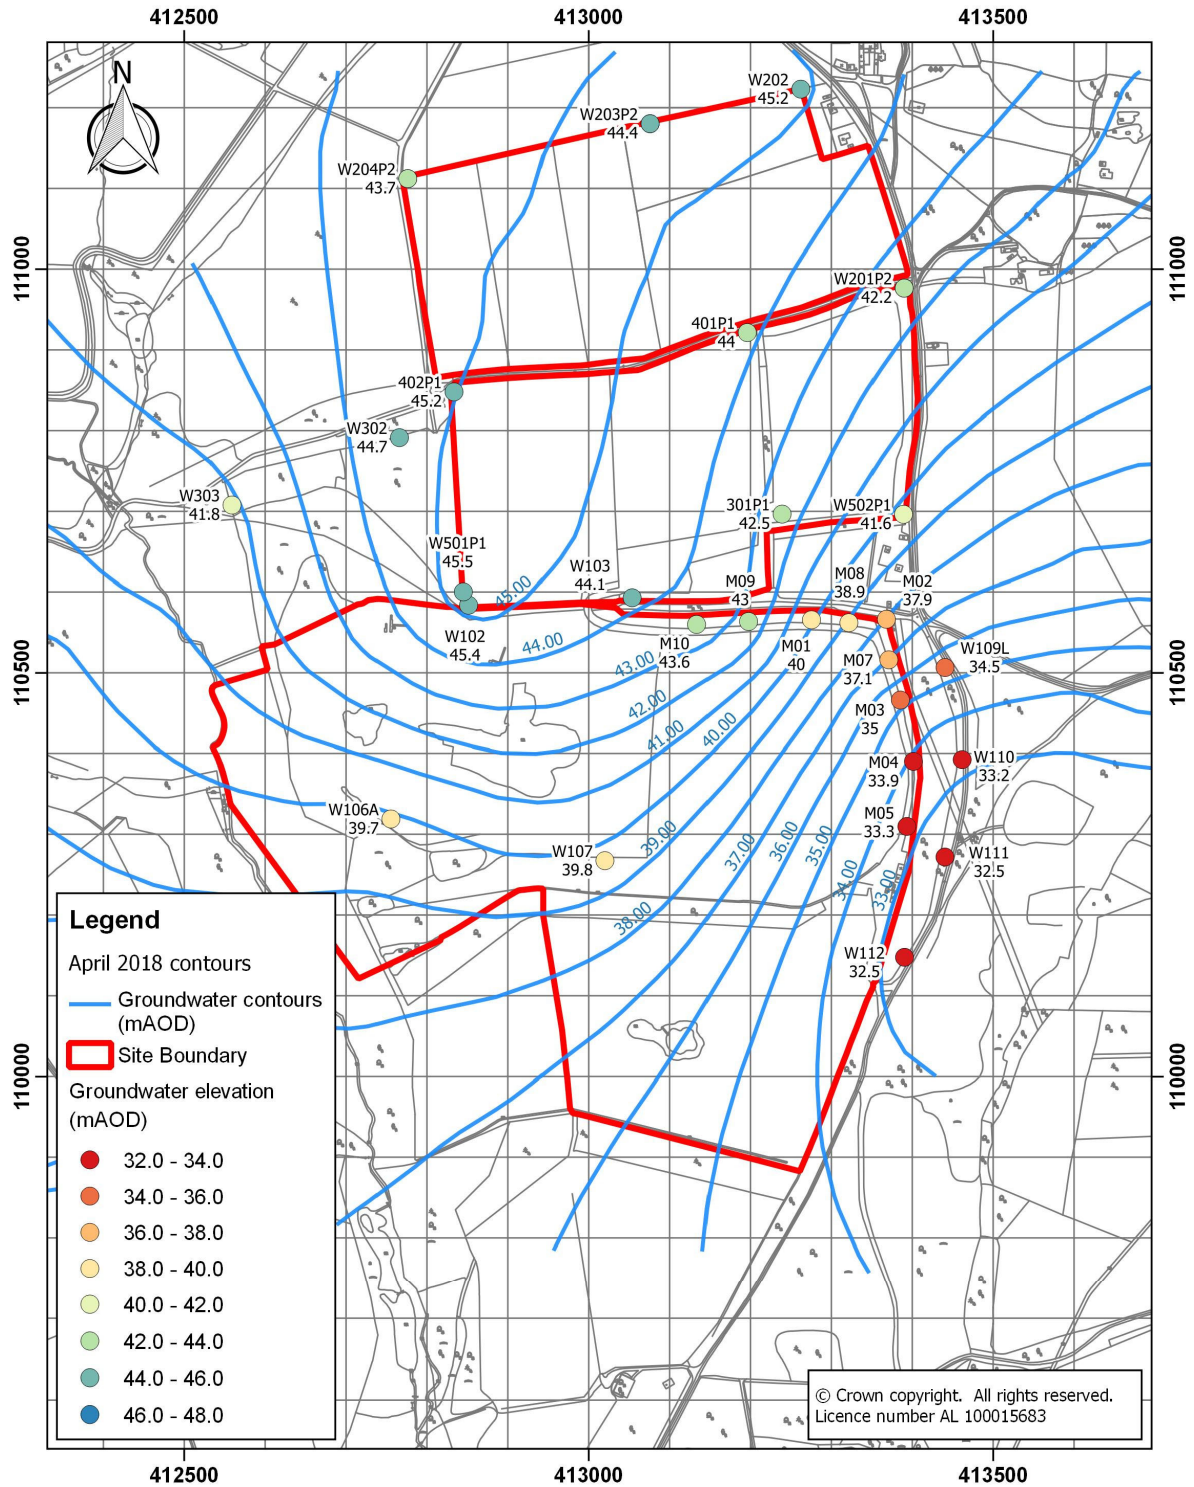 412500
413000
413500
N
W202
45.2
W203P2
44.4
W204P2
43.7
111000
111000
W201P2
42.2
401P1
44
402P1
45.2
W302
44.7
W303
41.8
301P1
42.5
W502P1
41.6
W501P1
45.5
W103
44.1
M09
43
M08
38.9
M02
37.9
45.00
W102
45.4
44.00
43.00
M10
43.6
M01
40
M07
37.1
W109L
34.5
110500
110500
42.00
41.00
40.00
M03
35
M04
33.9
W110
33.2
W106A
39.7
M05
33.3
W107
39.8
39.00
37.00
36.00
35.00
34.00
33.00
W111
32.5
38.00
W112
32.5
Legend
April 2018 contours
Groundwater contours
(mAOD)
Site Boundary
Groundwater elevation
(mAOD)
32.0 - 34.0
34.0 - 36.0
36.0 - 38.0
38.0 - 40.0
40.0 - 42.0
42.0 - 44.0
44.0 - 46.0
46.0 - 48.0
110000
110000
© Crown copyright. All rights reserved.
Licence number AL 100015683
412500
413000
413500